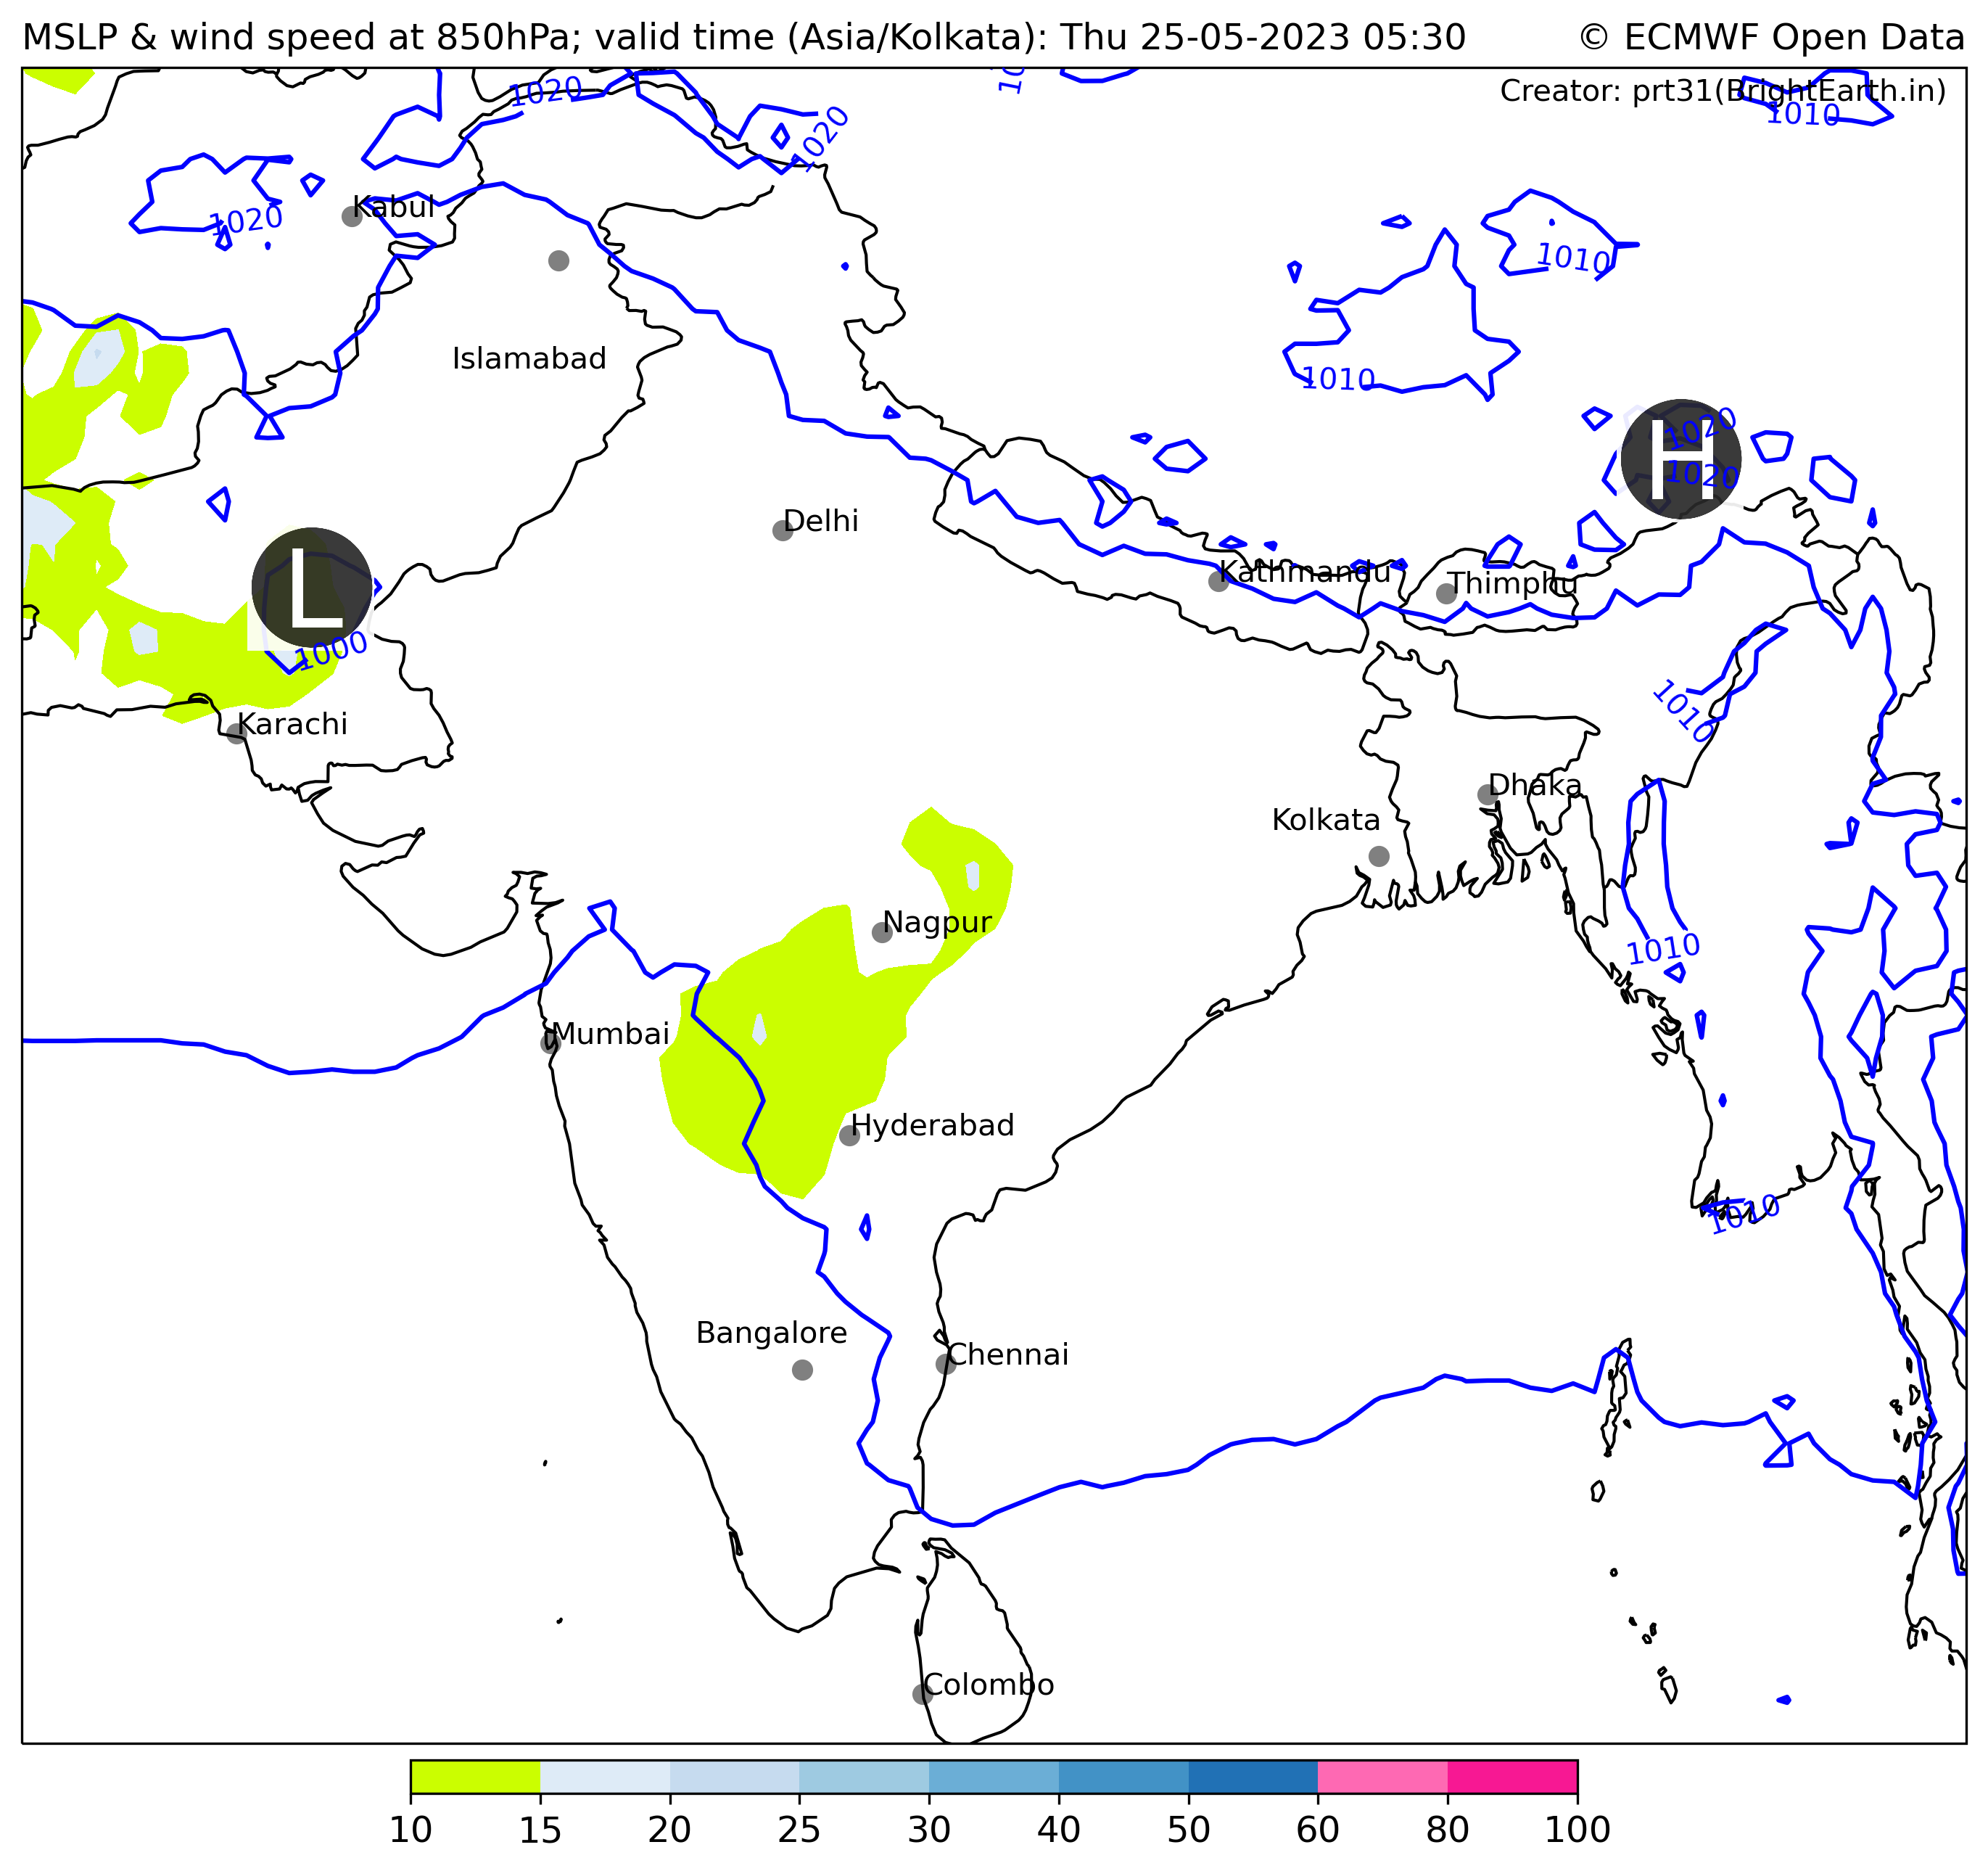 MSLP & wind speed at 850hPa; valid time (Asia/Kolkata): Thu 25-05-2023 05:30
© ECMWF Open Data
Creator: prt31(BrightEarth.in)
1020
10
1010
1020
Kabul
1020
1010
Islamabad
1010
H
1020
1020
Delhi
Kathmandu
Thimphu
L
1000
1010
Karachi
Dhaka
Kolkata
Nagpur
1010
Mumbai
Hyderabad
1010
Bangalore
Chennai
Colombo
10 15 20 25 30 40 50 60 80 100